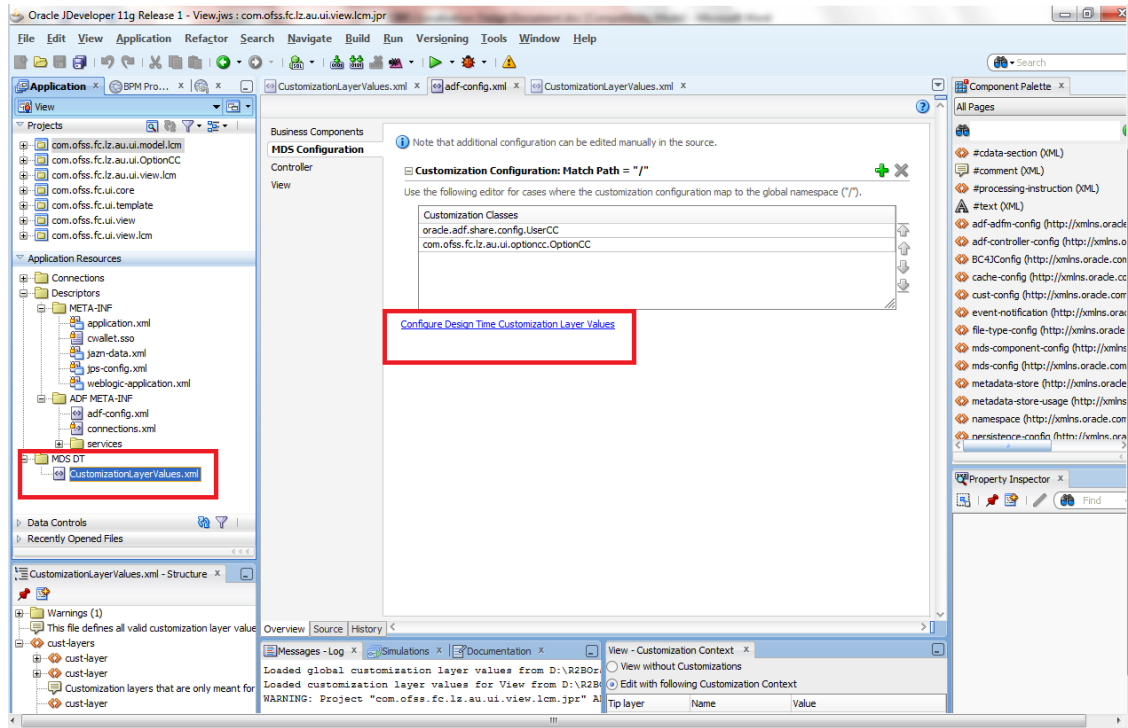 Oracle JDeveloper 11g Release 1 - View.jws : com.ofss.fc.lz.au.ui.view.lcm.jpr
File Edit View Application Refactor Search Navigate Build Run Versioning Tools Window Help
Search
Application
BPM Pro...
View
Projects
com.ofss.fc.lz.au.ui.model.lcm
com.ofss.fc.lz.au.ui.OptionCC
com.ofss.fc.lz.au.ui.view.lcm
com.ofss.fc.ui.core
com.ofss.fc.ui.template
com.ofss.fc.ui.view
com.ofss.fc.ui.view.lcm
Application Resources
Connections
Descriptors
META-INF
application.xml
cwallet.sso
jazn-data.xml
jps-config.xml
weblogic-application.xml
ADF META-INF
adf-config.xml
connections.xml
services
MDS DT
CustomizationLayerValues.xml
Data Controls
Recently Opened Files
CustomizationLayerValues.xml - Structure
Warnings (1)
This file defines all valid customization layer value
cust-layers
cust-layer
cust-layer
Customization layers that are only meant for
cust-layer
CustomizationLayerValues.xml
adf-config.xml
CustomizationLayerValues.xml
Business Components
MDS Configuration
Controller
View
Note that additional configuration can be edited manually in the source.
Customization Configuration: Match Path = "/"
Use the following editor for cases where the customization configuration map to the global namespace ("/").
Customization Classes
oracle.adf.share.config.UserCC
com.ofss.fc.lz.au.ui.optioncc.OptionCC
Configure Design Time Customization Layer Values
Overview Source History
Messages - Log
Simulations
Documentation
Loaded global customization layer values from D:\R2BOr
Loaded customization layer values for View from D:\R2B
WARNING: Project "com.ofss.fc.lz.au.ui.view.lcm.jpr" A
View - Customization Context
View without Customizations
Edit with following Customization Context
Tip layer Name Value
Component Palette
All Pages
#cdata-section (XML)
#comment (XML)
#processing-instruction (XML)
#text (XML)
adf-adfm-config (http://xmlns.oracle
adf-controller-config (http://xmlns.o
BC4JConfig (http://xmlns.oracle.com
cache-config (http://xmlns.oracle.co
cust-config (http://xmlns.oracle.com
event-notification (http://xmlns.orac
file-type-config (http://xmlns.oracle
mds-component-config (http://xmlns
mds-config (http://xmlns.oracle.com
metadata-store (http://xmlns.oracle
metadata-store-usage (http://xmlns
namespace (http://xmlns.oracle.com
persistence-config (http://xmlns.ora
Property Inspector
Find